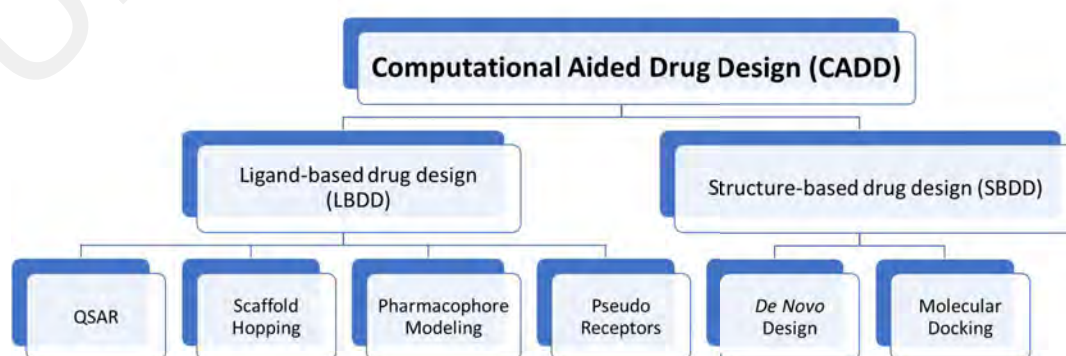 Computational Aided Drug Design (CADD)
Ligand-based drug design
(LBDD)
Structure-based drug design (SBDD)
QSAR
Scaffold
Hopping
Pharmacophore
Modeling
Pseudo
Receptors
De Novo
Design
Molecular
Docking